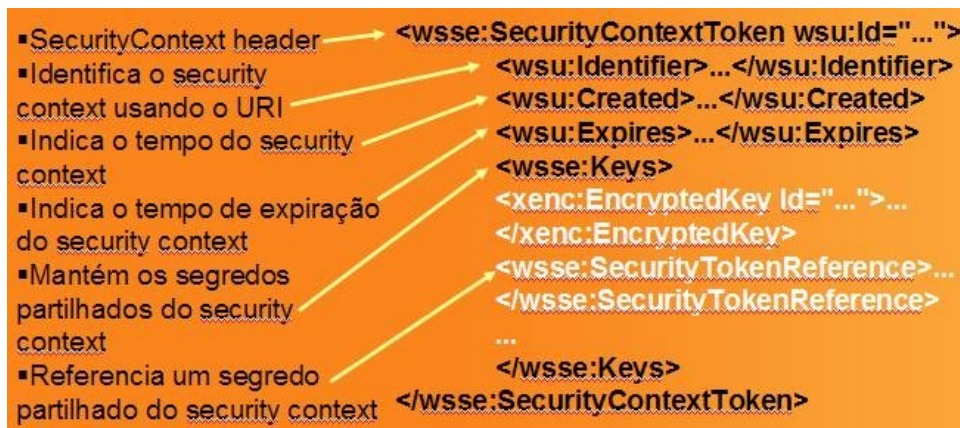 ▪SecurityContext header
▪Identifica o security
context usando o URI
▪Indica o tempo do security
context
▪Indica o tempo de expiração
do security context
▪Mantém os segredos
partilhados do security
context
▪Referencia um segredo
partilhado do security context
<wsse:SecurityContextToken wsu:Id="...">
<wsu:Identifier>...</wsu:Identifier>
<wsu:Created>...</wsu:Created>
<wsu:Expires>...</wsu:Expires>
<wsse:Keys>
<xenc:EncryptedKey Id="...">...
</xenc:EncryptedKey>
<wsse:SecurityTokenReference>...
</wsse:SecurityTokenReference>
...
</wsse:Keys>
</wsse:SecurityContextToken>